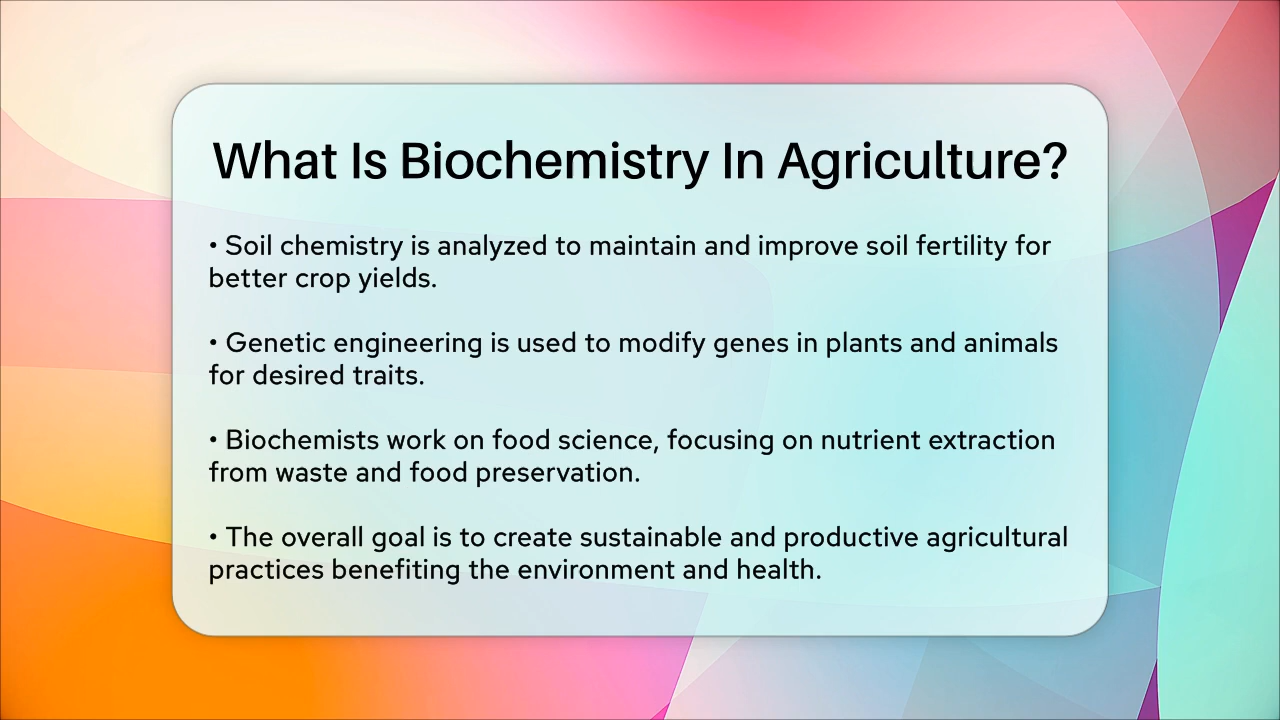 What Is Biochemistry In Agriculture?
• Soil chemistry is analyzed to maintain and improve soil fertility for
better crop yields.
• Genetic engineering is used to modify genes in plants and animals
for desired traits.
• Biochemists work on food science, focusing on nutrient extraction
from waste and food preservation.
• The overall goal is to create sustainable and productive agricultural
practices benefiting the environment and health.